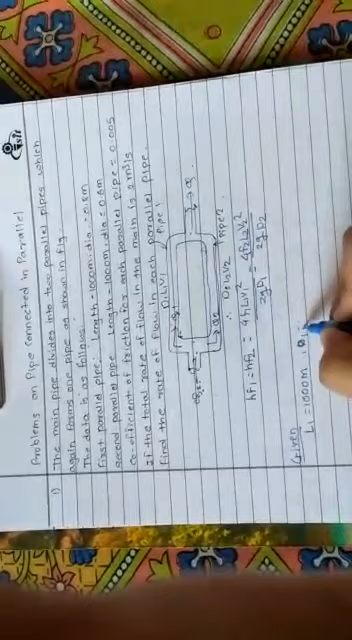 Problems on Pipe connected in Parallel
1) The main pipe divides into two parallel pipes which
again forms one pipe as shown in fig.
The data is as follows:
First parallel pipe: Length = 1000m, dia =
second parallel pipe Length = 1000m, dia = 0.8m
co-efficient of friction for each parallel pipe = 0.005
If the total rate of flow in the main is 2 m³/s
find the rate of flow in each parallel pipe.
Pipe 1
D1L1V1
D2L2V2 Pipe 2
hf1 = hf2 =
Given
L1 = 1000m,